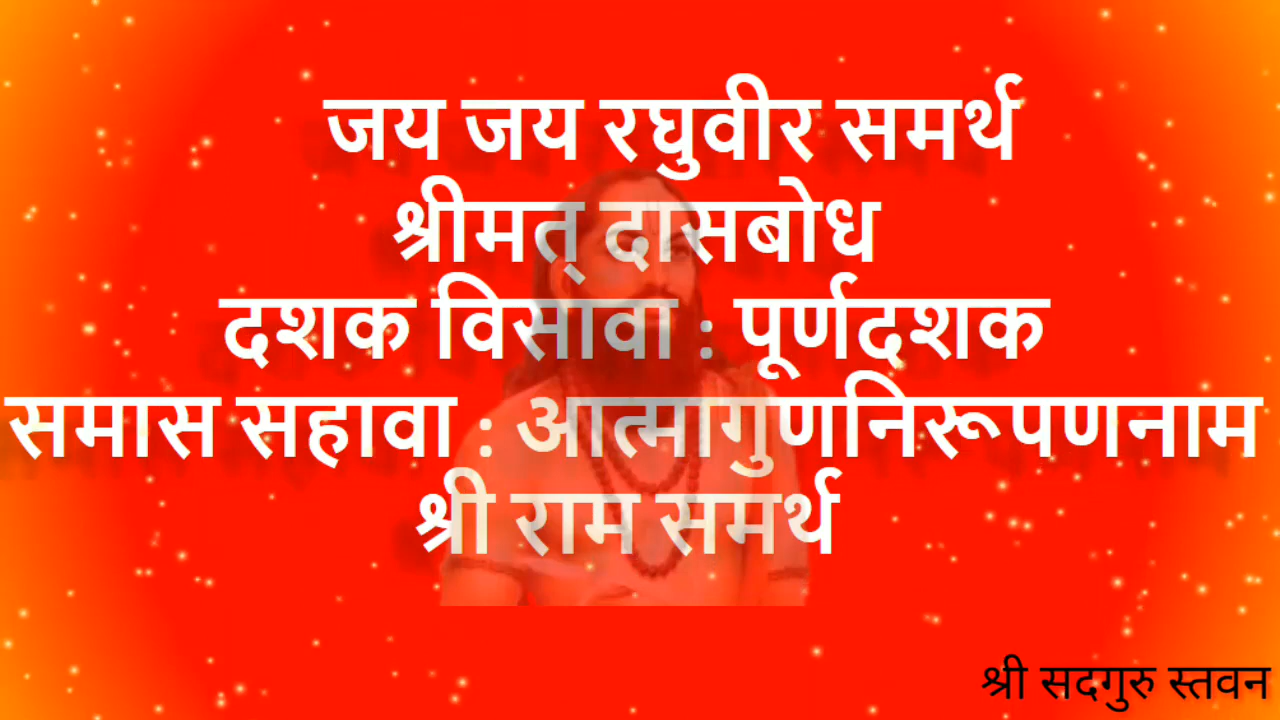 जय जय रघुवीर समर्थ
श्रीमत् दासबोध
दशक विसावा : पूर्णदशक
समास सहावा : आत्मागुणनिरूपणनाम
श्री राम समर्थ
श्री सदगुरु स्तवन